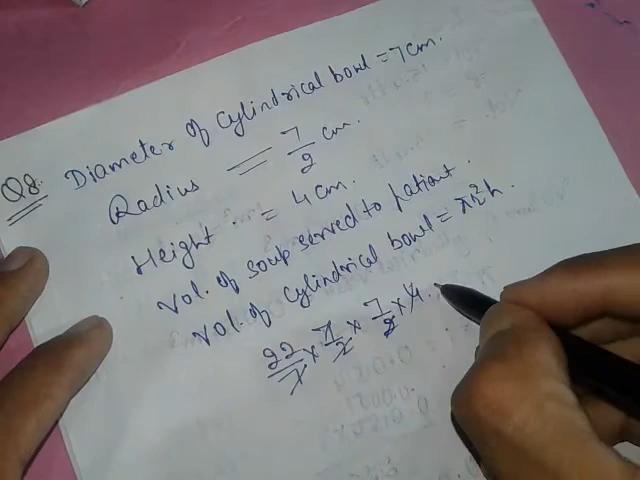 Q8. Diameter of Cylindrical bowl = 7cm.
Radius = 7/2 cm.
Height = 4cm.
Vol. of soup served to patient.
Vol. of Cylindrical bowl = πr²h.
22/7 × 7/2 × 7/2 × 4.